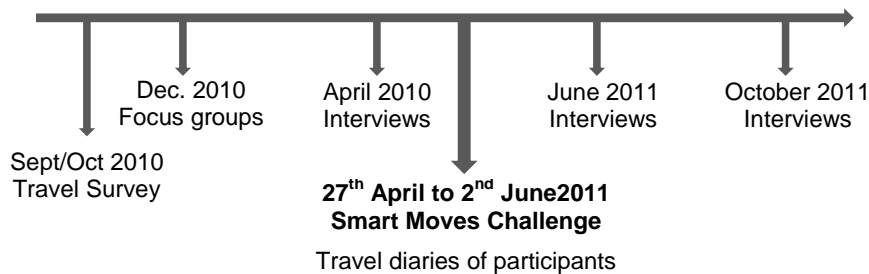 Sept/Oct 2010
Travel Survey
Dec. 2010
Focus groups
April 2010
Interviews
27th April to 2nd June2011
Smart Moves Challenge
Travel diaries of participants
June 2011
Interviews
October 2011
Interviews